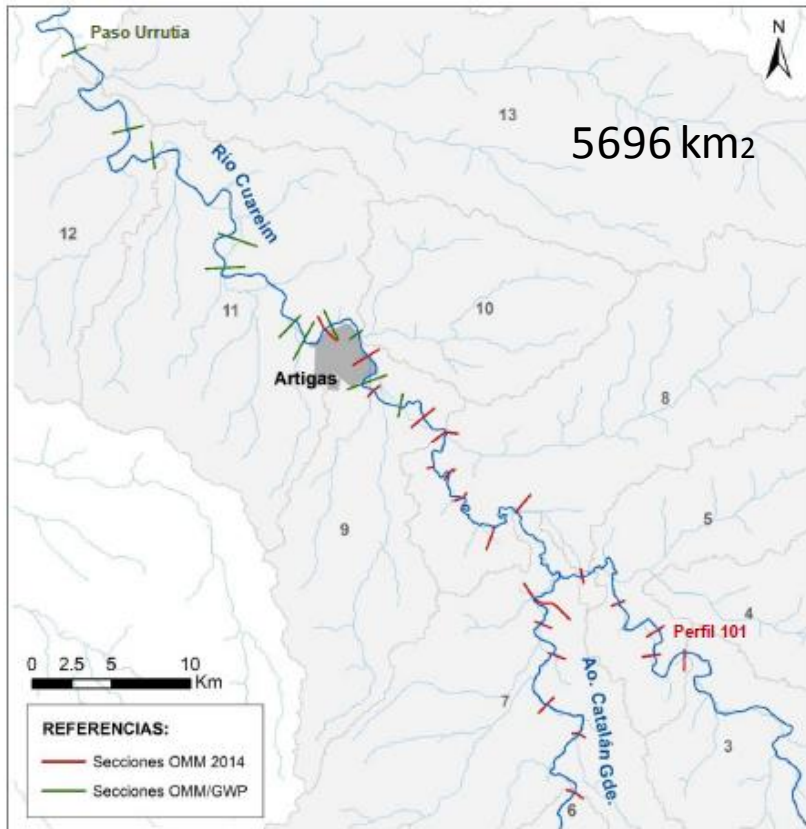 Paso Urrutia
N
13
5696 km2
Río Cuareim
12
11
10
Artigas
8
9
5
4
Perfil 101
7
Ao. Catalán Gde.
3
6
0 2.5 5 10
Km
REFERENCIAS:
Secciones OMM 2014
Secciones OMM/GWP